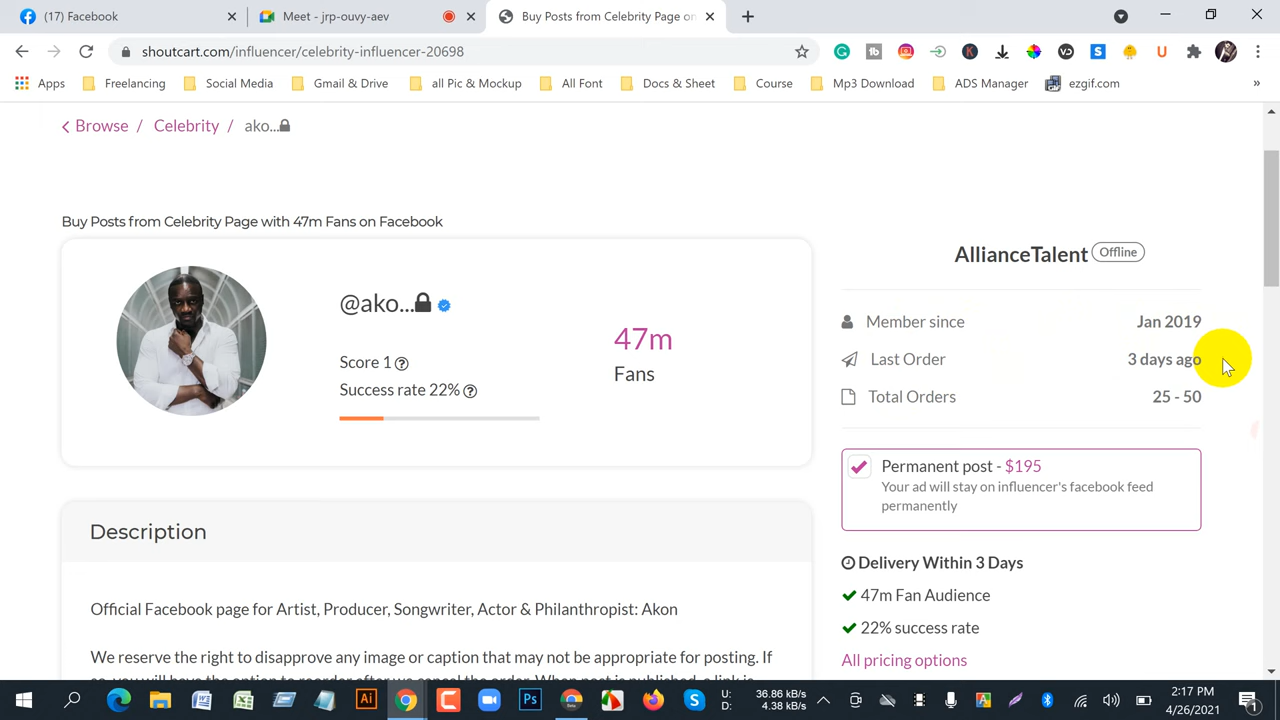 (17) Facebook
Meet - jrp-ouvy-aev
Buy Posts from Celebrity Page on
shoutcart.com/influencer/celebrity-influencer-20698
Apps
Freelancing
Social Media
Gmail & Drive
all Pic & Mockup
All Font
Docs & Sheet
Course
Mp3 Download
ADS Manager
ezgif.com
»
Browse / Celebrity / ako...
Buy Posts from Celebrity Page with 47m Fans on Facebook
@ako...
Score 1
Success rate 22%
47m
Fans
AllianceTalent Offline
Member since Jan 2019
Last Order 3 days ago
Total Orders 25 - 50
Permanent post - $195
Your ad will stay on influencer's facebook feed
permanently
Delivery Within 3 Days
47m Fan Audience
22% success rate
All pricing options
Description
Official Facebook page for Artist, Producer, Songwriter, Actor & Philanthropist: Akon
We reserve the right to disapprove any image or caption that may not be appropriate for posting. If
U: 36.86 kB/s
D: 4.38 kB/s
2:17 PM
4/26/2021